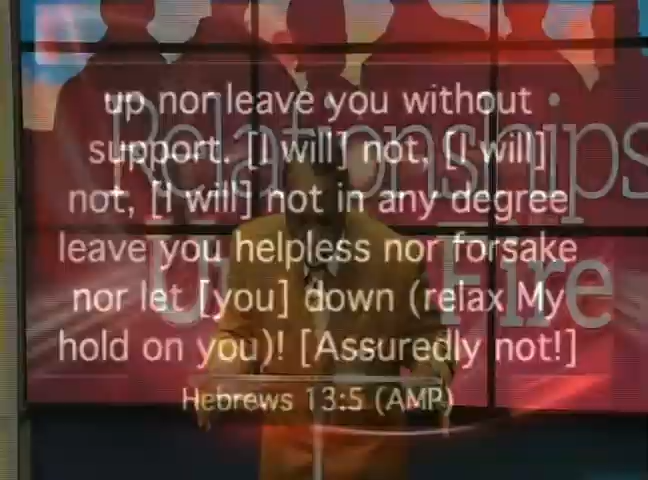 up nor leave you without
support. [I will] not, [I will]
not, [I will] not in any degree
leave you helpless nor forsake
nor let [you] down (relax My
hold on you)! [Assuredly not!]
Hebrews 13:5 (AMP)
Relationships
Fire